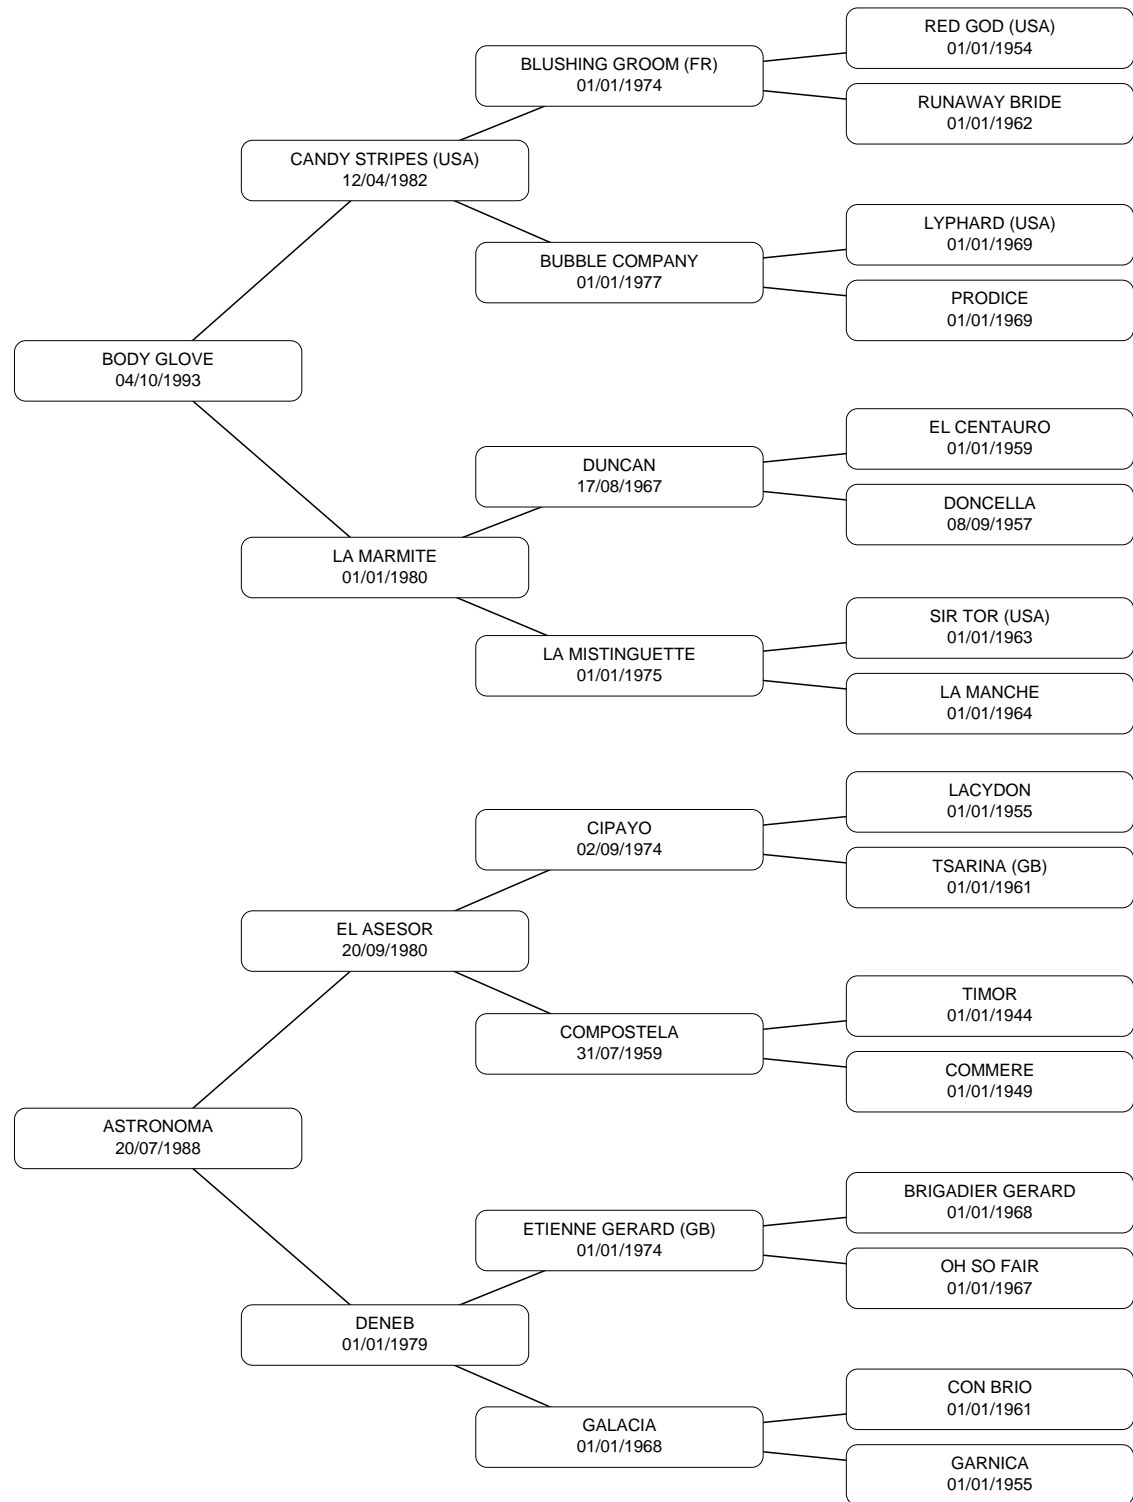 RED GOD (USA)
01/01/1954
BLUSHING GROOM (FR)
01/01/1974
RUNAWAY BRIDE
01/01/1962
CANDY STRIPES (USA)
12/04/1982
LYPHARD (USA)
01/01/1969
BUBBLE COMPANY
01/01/1977
PRODICE
01/01/1969
BODY GLOVE
04/10/1993
EL CENTAURO
01/01/1959
DUNCAN
17/08/1967
DONCELLA
08/09/1957
LA MARMITE
01/01/1980
SIR TOR (USA)
01/01/1963
LA MISTINGUETTE
01/01/1975
LA MANCHE
01/01/1964
LACYDON
01/01/1955
CIPAYO
02/09/1974
TSARINA (GB)
01/01/1961
EL ASESOR
20/09/1980
TIMOR
01/01/1944
COMPOSTELA
31/07/1959
COMMERE
01/01/1949
ASTRONOMA
20/07/1988
BRIGADIER GERARD
01/01/1968
ETIENNE GERARD (GB)
01/01/1974
OH SO FAIR
01/01/1967
DENEB
01/01/1979
CON BRIO
01/01/1961
GALACIA
01/01/1968
GARNICA
01/01/1955